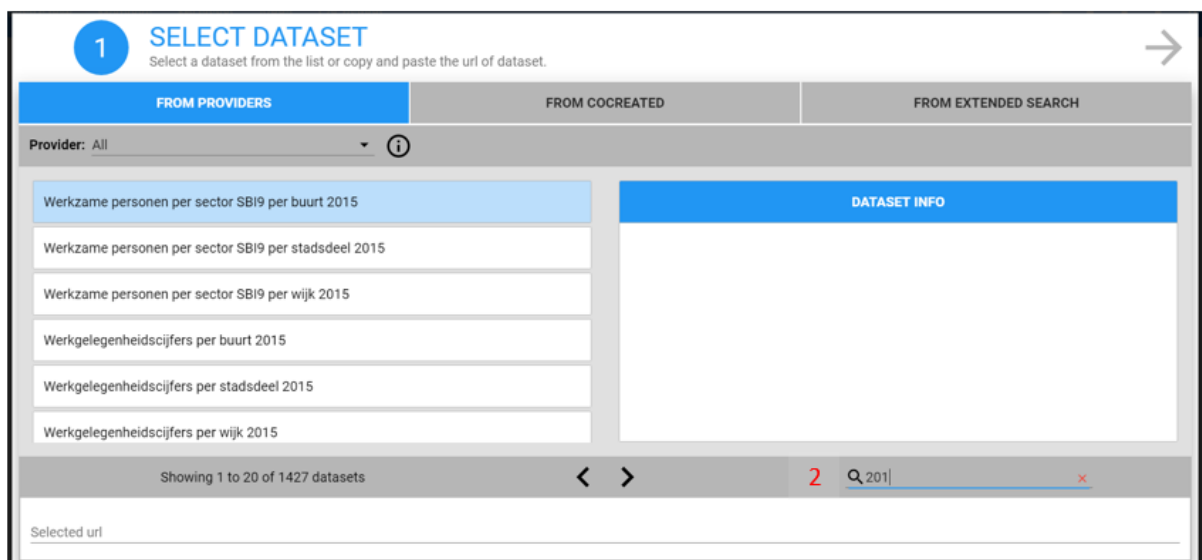 1
SELECT DATASET
Select a dataset from the list or copy and paste the url of dataset.
FROM PROVIDERS
FROM COCREATED
FROM EXTENDED SEARCH
Provider: All
Werkzame personen per sector SBI9 per buurt 2015
Werkzame personen per sector SBI9 per stadsdeel 2015
Werkzame personen per sector SBI9 per wijk 2015
Werkgelegenheidscijfers per buurt 2015
Werkgelegenheidscijfers per stadsdeel 2015
Werkgelegenheidscijfers per wijk 2015
DATASET INFO
Showing 1 to 20 of 1427 datasets
2
201
Selected url